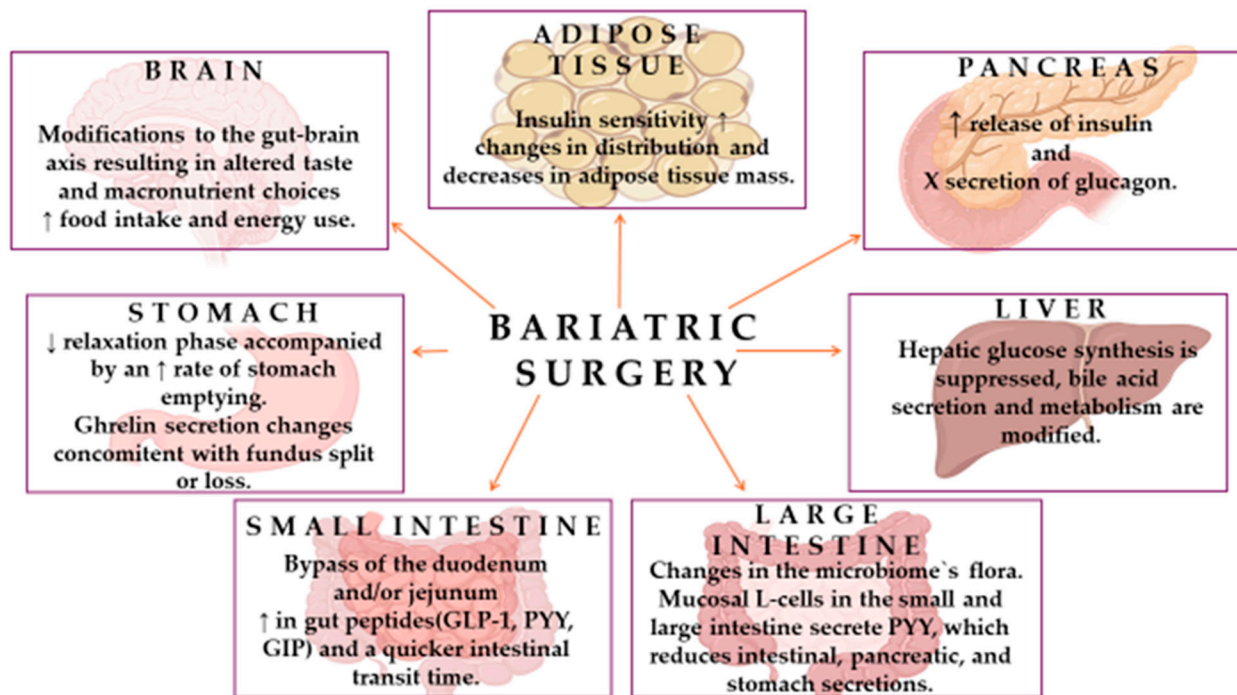 BRAIN
Modifications to the gut-brain
axis resulting in altered taste
and macronutrient choices
↑ food intake and energy use.
ADIPOSE
TISSUE
Insulin sensitivity ↑
changes in distribution and
decreases in adipose tissue mass.
PANCREAS
↑ release of insulin
and
X secretion of glucagon.
STOMACH
↓ relaxation phase accompanied
by an ↑ rate of stomach
emptying.
Ghrelin secretion changes
concomitent with fundus split
or loss.
BARIATRIC
SURGERY
LIVER
Hepatic glucose synthesis is
suppressed, bile acid
secretion and metabolism are
modified.
SMALL INTESTINE
Bypass of the duodenum
and/or jejunum
↑ in gut peptides(GLP-1, PYY,
GIP) and a quicker intestinal
transit time.
LARGE
INTESTINE
Changes in the microbiome`s flora.
Mucosal L-cells in the small and
large intestine secrete PYY, which
reduces intestinal, pancreatic, and
stomach secretions.